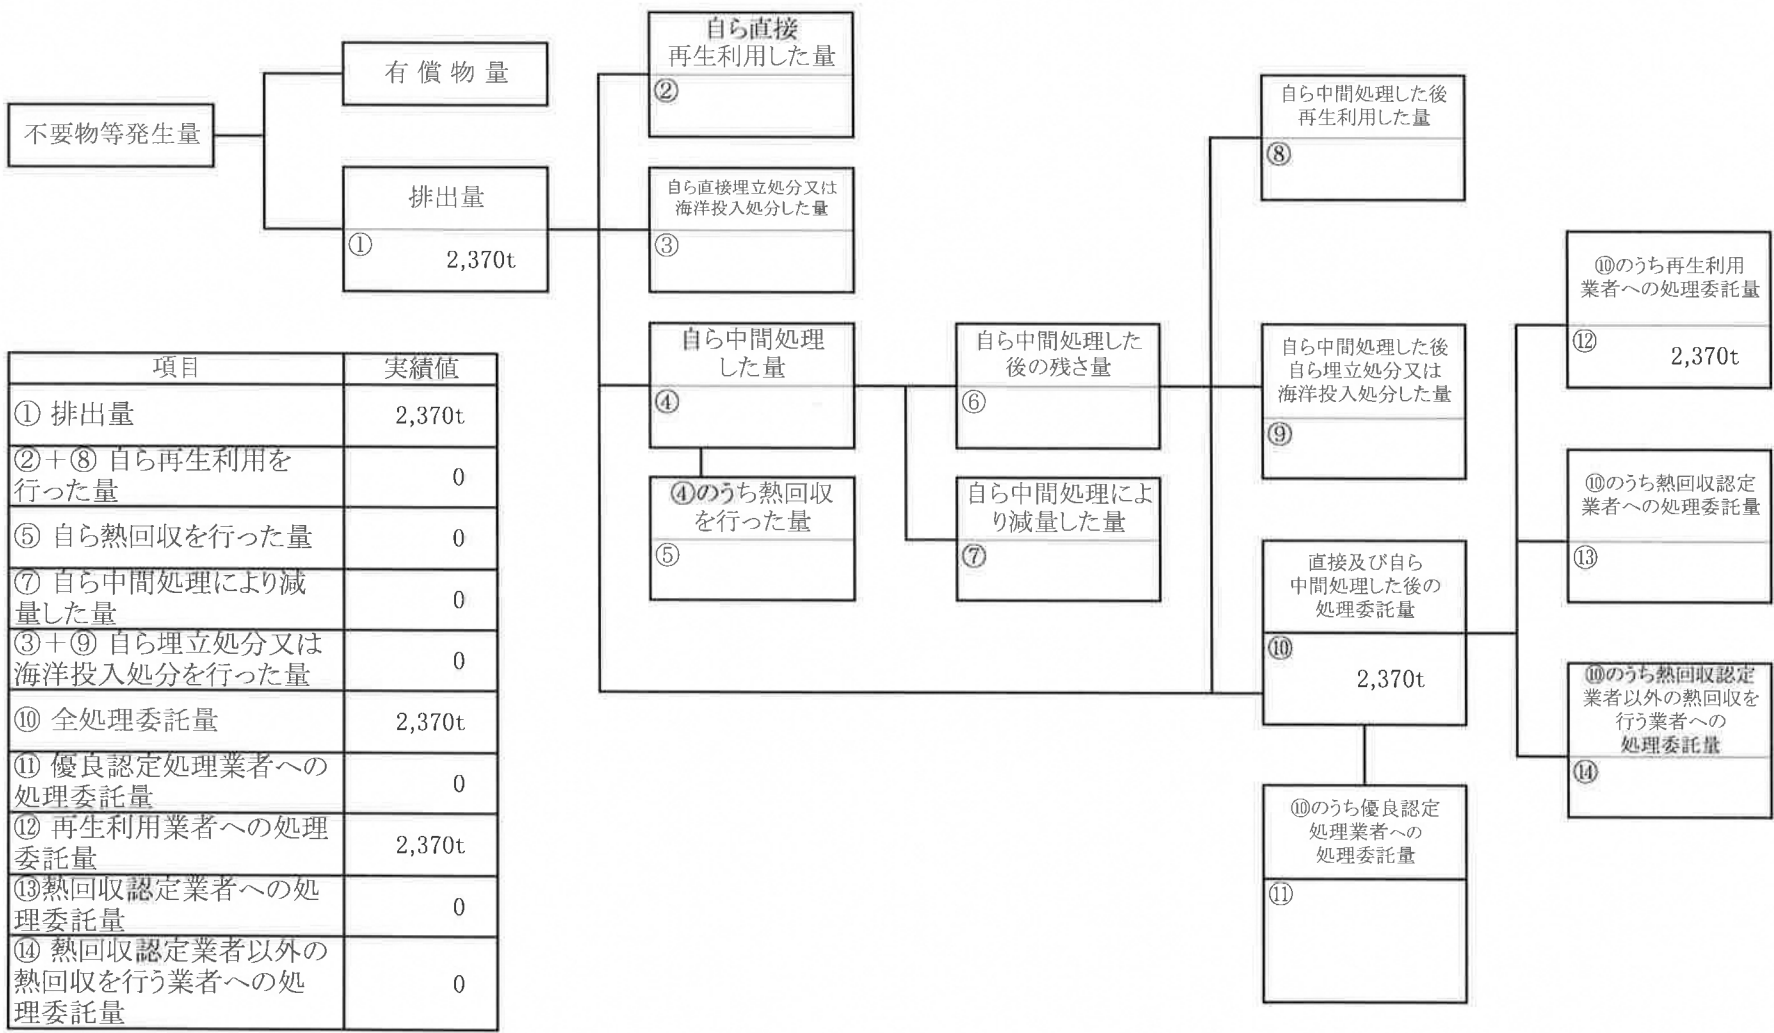 不要物等発生量
有償物量
排出量
①
2,370t
自ら直接
再生利用した量
②
自ら直接埋立処分又は
海洋投入処分した量
③
自ら中間処理
した量
④
④のうち熱回収
を行った量
⑤
自ら中間処理した
後の残さ量
⑥
自ら中間処理によ
り減量した量
⑦
自ら中間処理した後
再生利用した量
⑧
自ら中間処理した後
自ら埋立処分又は
海洋投入処分した量
⑨
直接及び自ら
中間処理した後の
処理委託量
⑩
2,370t
⑩のうち優良認定
処理業者への
処理委託量
⑪
⑩のうち再生利用
業者への処理委託量
⑫
2,370t
⑩のうち熱回収認定
業者への処理委託量
⑬
⑩のうち熱回収認定
業者以外の熱回収を
行う業者への
処理委託量
⑭
項目 実績値
① 排出量 2,370t
②+⑧ 自ら再生利用を
行った量 0
⑤ 自ら熱回収を行った量 0
⑦ 自ら中間処理により減
量した量 0
③+⑨ 自ら埋立処分又は
海洋投入処分を行った量 0
⑩ 全処理委託量 2,370t
⑪ 優良認定処理業者への
処理委託量 0
⑫ 再生利用業者への処理
委託量 2,370t
⑬熱回収認定業者への処
理委託量 0
⑭ 熱回収認定業者以外の
熱回収を行う業者への処
理委託量 0